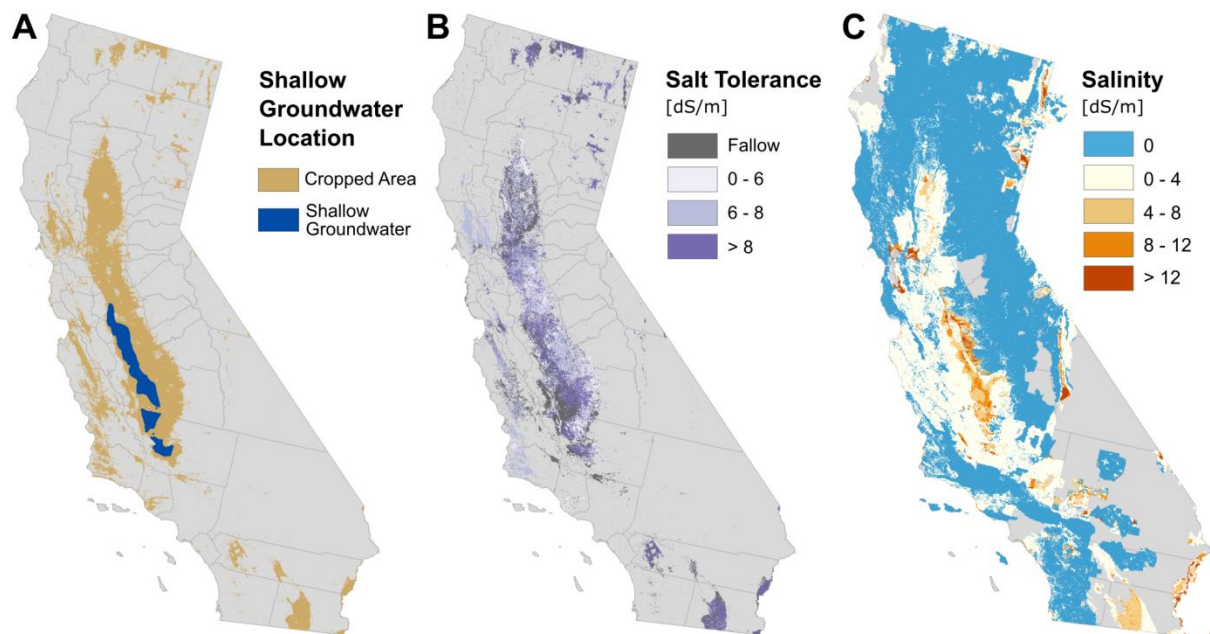 A
Shallow
Groundwater
Location
Cropped Area
Shallow
Groundwater
B
Salt Tolerance
[dS/m]
Fallow
0 - 6
6 - 8
> 8
C
Salinity
[dS/m]
0
0 - 4
4 - 8
8 - 12
> 12